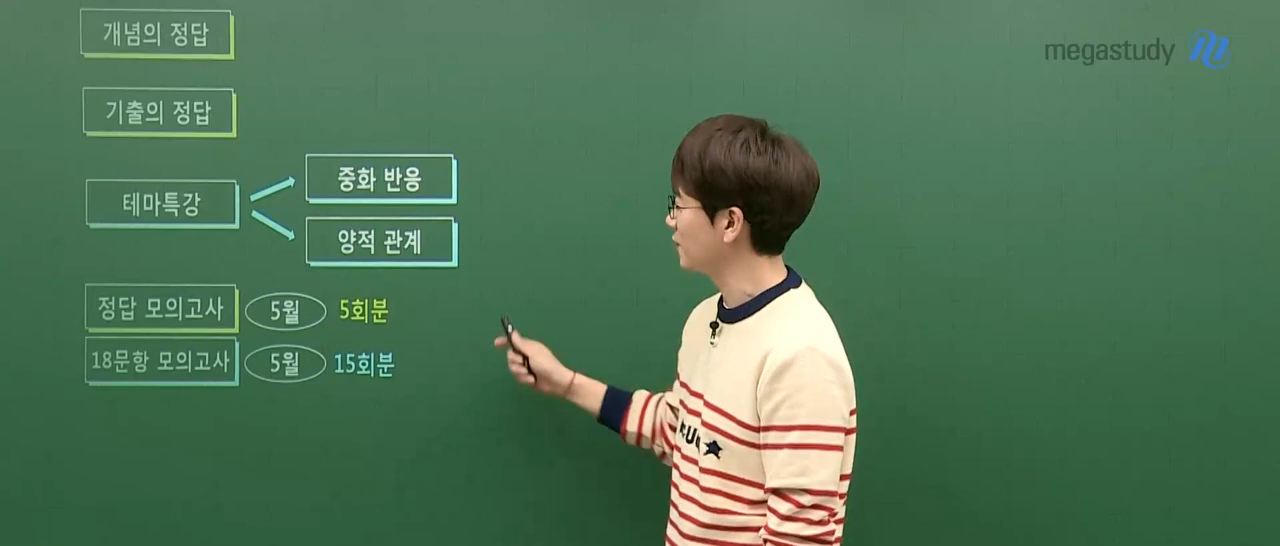 개념의 정답
megastudy
기출의 정답
테마특강
중화 반응
양적 관계
정답 모의고사 5월 5회분
18문항 모의고사 5월 15회분